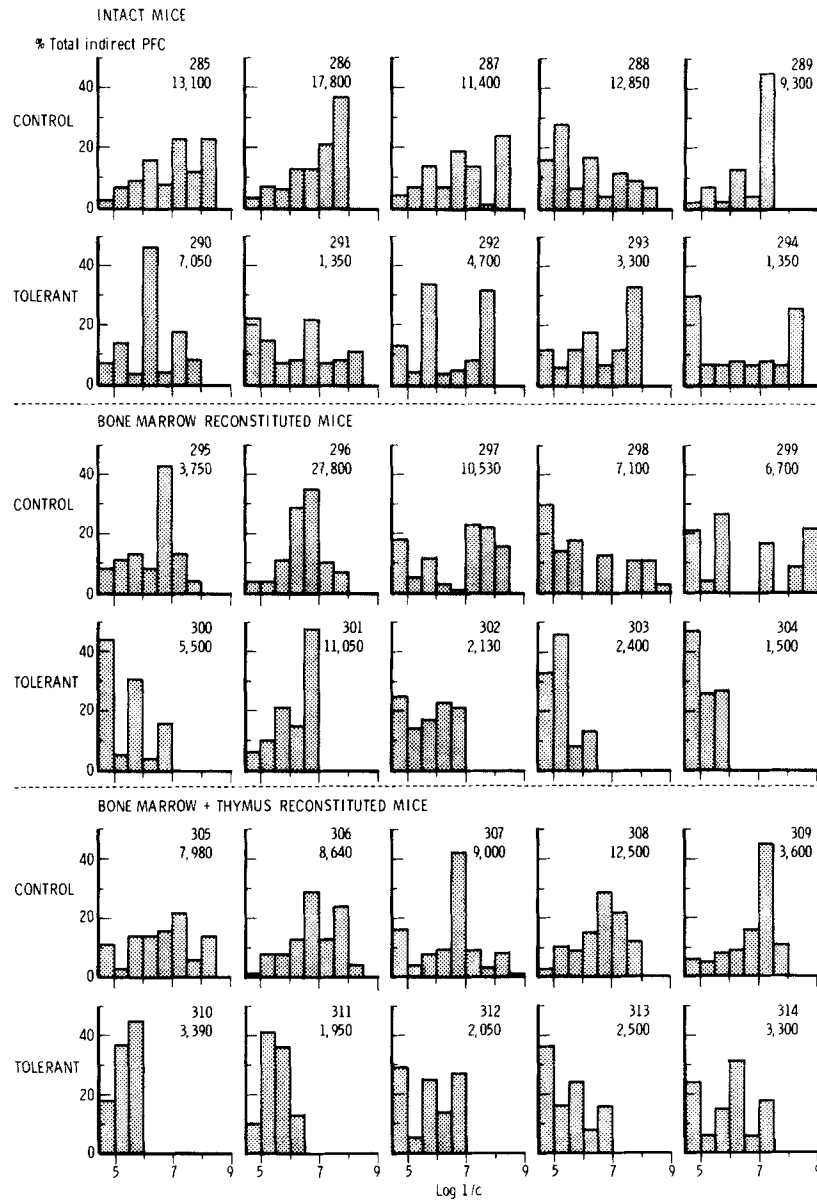 INTACT MICE
% Total indirect PFC
285 286 287 288 289
13,100 17,800 11,400 12,850 9,300
40
CONTROL
20
0
290 291 292 293 294
7,050 1,350 4,700 3,300 1,350
40
TOLERANT
20
0
BONE MARROW RECONSTITUTED MICE
295 296 297 298 299
3,750 27,800 10,530 7,100 6,700
40
CONTROL
20
0
300 301 302 303 304
5,500 11,050 2,130 2,400 1,500
40
TOLERANT
20
0
BONE MARROW + THYMUS RECONSTITUTED MICE
305 306 307 308 309
7,980 8,640 9,000 12,500 3,600
40
CONTROL
20
0
310 311 312 313 314
3,390 1,950 2,050 2,500 3,300
40
TOLERANT
20
0
5 7 9 5 7 9 5 7 9 5 7 9 5 7 9
Log 1/c